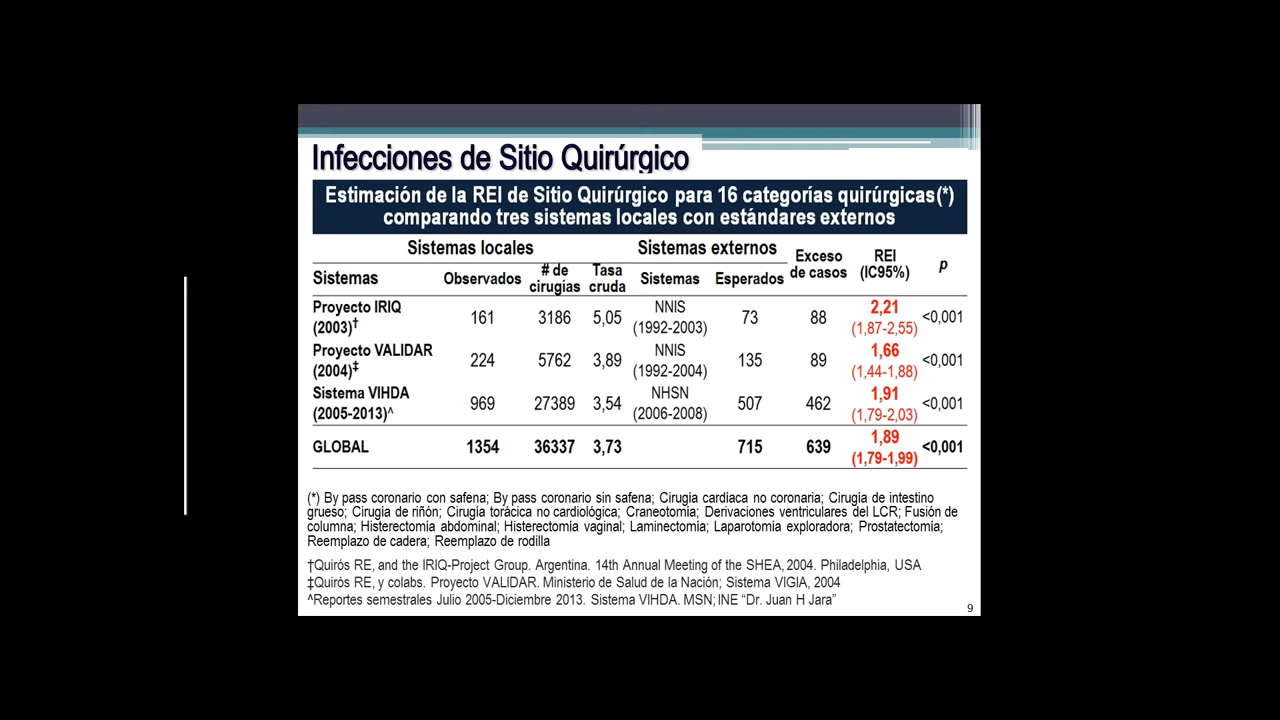 Infecciones de Sitio Quirúrgico
Estimación de la REI de Sitio Quirúrgico para 16 categorías quirúrgicas(*)
comparando tres sistemas locales con estándares externos
Sistemas locales Sistemas externos Exceso de casos REI (IC95%) p
Sistemas Observados # de cirugías Tasa cruda Sistemas Esperados
Proyecto IRIQ (2003)† 161 3186 5,05 NNIS (1992-2003) 73 88 2,21 (1,87-2,55) <0,001
Proyecto VALIDAR (2004)‡ 224 5762 3,89 NNIS (1992-2004) 135 89 1,66 (1,44-1,88) <0,001
Sistema VIHDA (2005-2013)^ 969 27389 3,54 NHSN (2006-2008) 507 462 1,91 (1,79-2,03) <0,001
GLOBAL 1354 36337 3,73 715 639 1,89 (1,79-1,99) <0,001
(*) By pass coronario con safena; By pass coronario sin safena; Cirugía cardiaca no coronaria; Cirugía de intestino
grueso; Cirugía de riñón; Cirugía torácica no cardiológica; Craneotomía; Derivaciones ventriculares del LCR; Fusión de
columna; Histerectomía abdominal; Histerectomía vaginal; Laminectomía; Laparotomía exploradora; Prostatectomía;
Reemplazo de cadera; Reemplazo de rodilla
†Quirós RE, and the IRIQ-Project Group. Argentina. 14th Annual Meeting of the SHEA, 2004. Philadelphia, USA
‡Quirós RE, y colabs. Proyecto VALIDAR. Ministerio de Salud de la Nación; Sistema VIGIA, 2004
^Reportes semestrales Julio 2005-Diciembre 2013. Sistema VIHDA. MSN; INE “Dr. Juan H Jara”
9